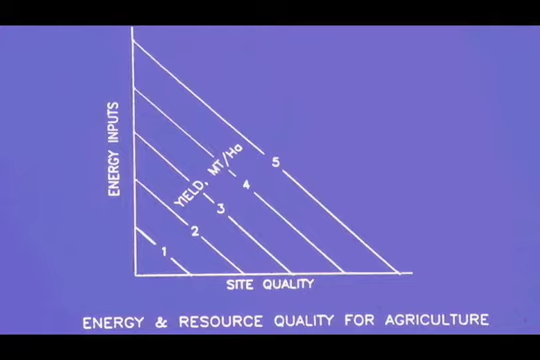 ENERGY INPUTS
YIELD, MT/Ha
5
4
3
2
1
SITE QUALITY
ENERGY & RESOURCE QUALITY FOR AGRICULTURE